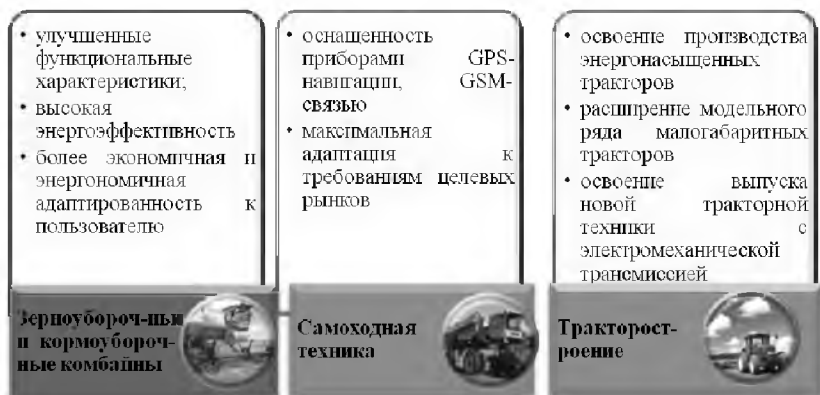 • улучшенные
функциональные
характеристики;
• высокая
энергоэффективность
• более экономичная и
энергономичная
адаптированность к
пользователю
Зерноубороч-ные
и кормоубороч-
ные комбайны
• оснащенность
приборами GPS-
навигации, GSM-
связью
• максимальная
адаптация к
требованиям целевых
рынков
Самоходная
техника
• освоение производства
энергонасыщенных
тракторов
• расширение модельного
ряда малогабаритных
тракторов
• освоение выпуска
новой тракторной
техники с
электромеханической
трансмиссией
Тракторост-
роение